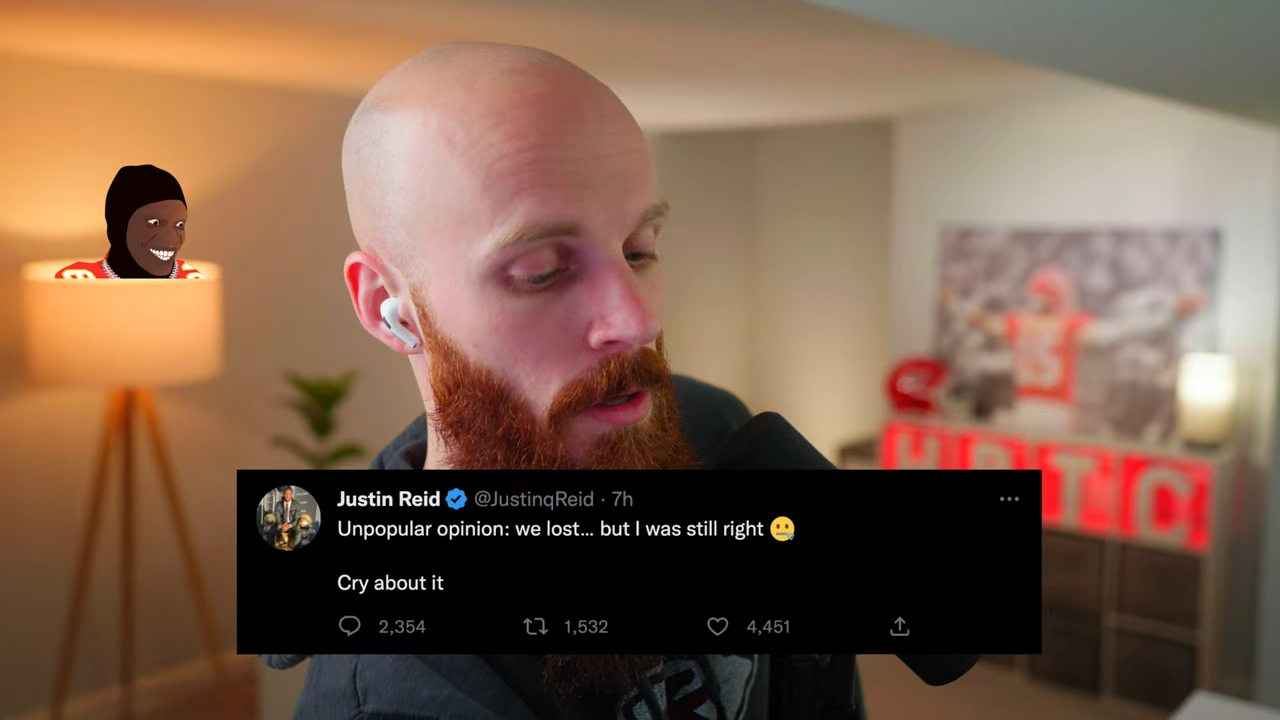 Justin Reid @JustinqReid · 7h
Unpopular opinion: we lost... but I was still right 🤐
Cry about it
2,354 1,532 4,451
15
H D T C